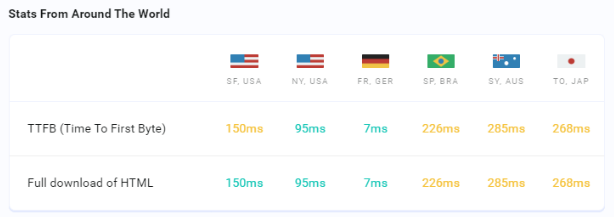 Stats From Around The World
SF, USA NY, USA FR, GER SP, BRA SY, AUS TO, JAP
TTFB (Time To First Byte) 150ms 95ms 7ms 226ms 285ms 268ms
Full download of HTML 150ms 95ms 7ms 226ms 285ms 268ms